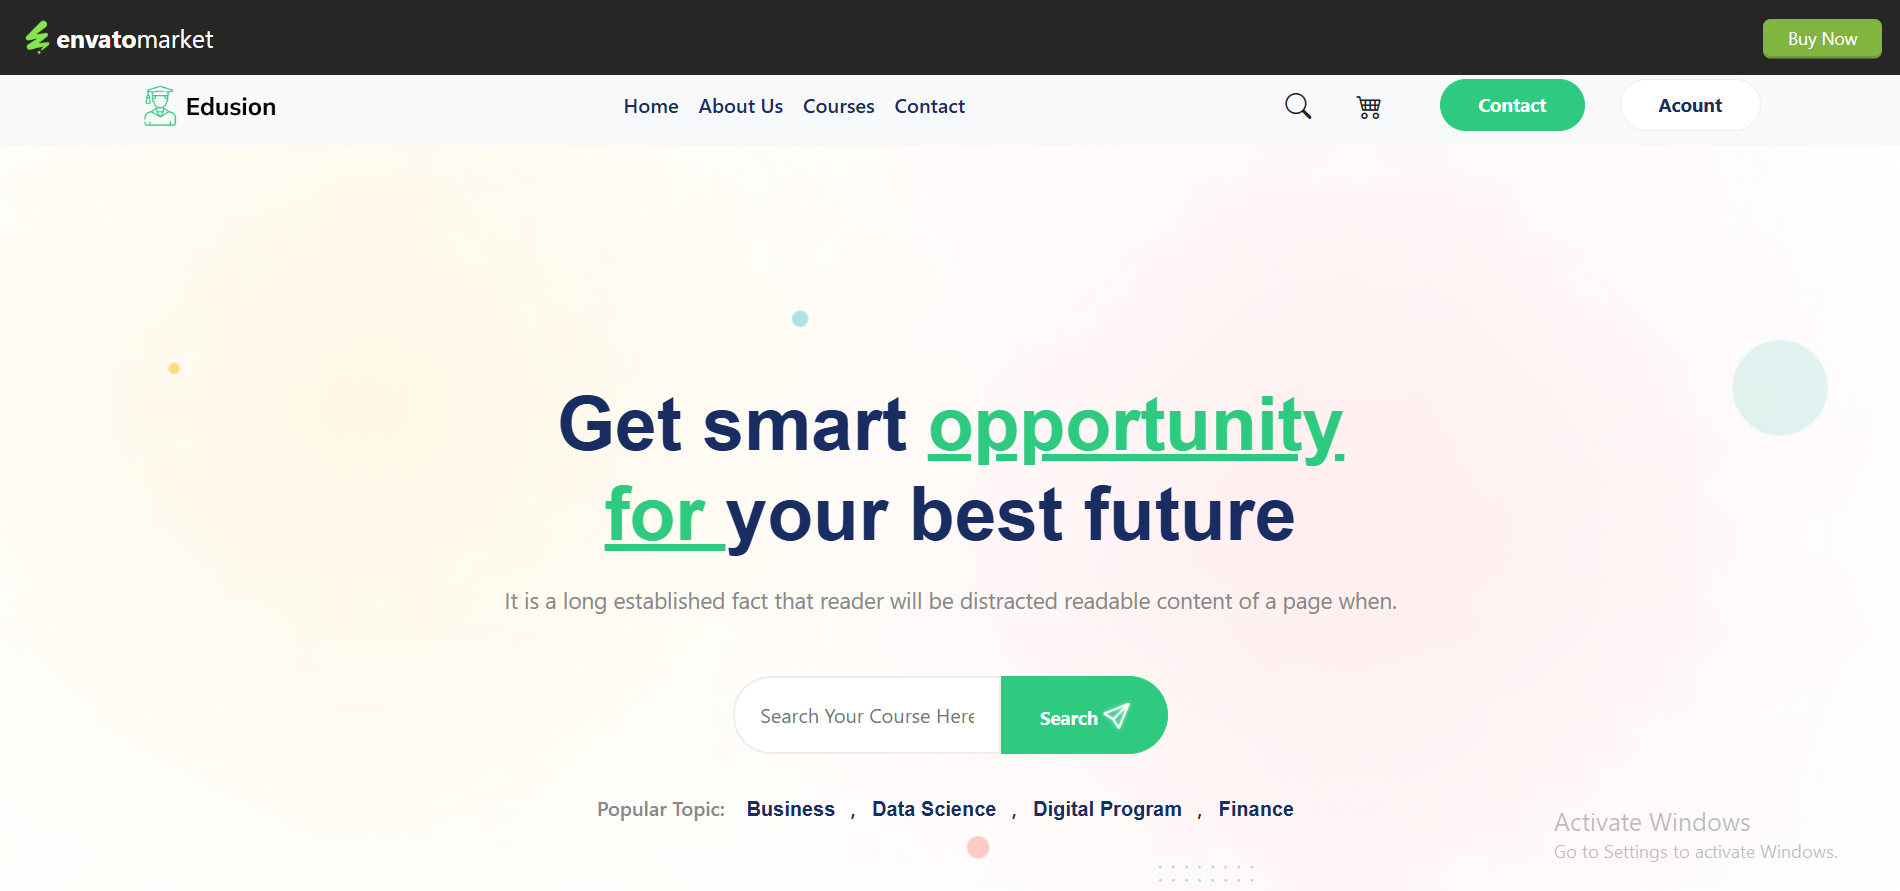 envatomarket
Buy Now
Edusion
Home About Us Courses Contact
Contact
Acount
Get smart opportunity
for your best future
It is a long established fact that reader will be distracted readable content of a page when.
Search Your Course Here
Search
Popular Topic: Business , Data Science , Digital Program , Finance
Activate Windows
Go to Settings to activate Windows.